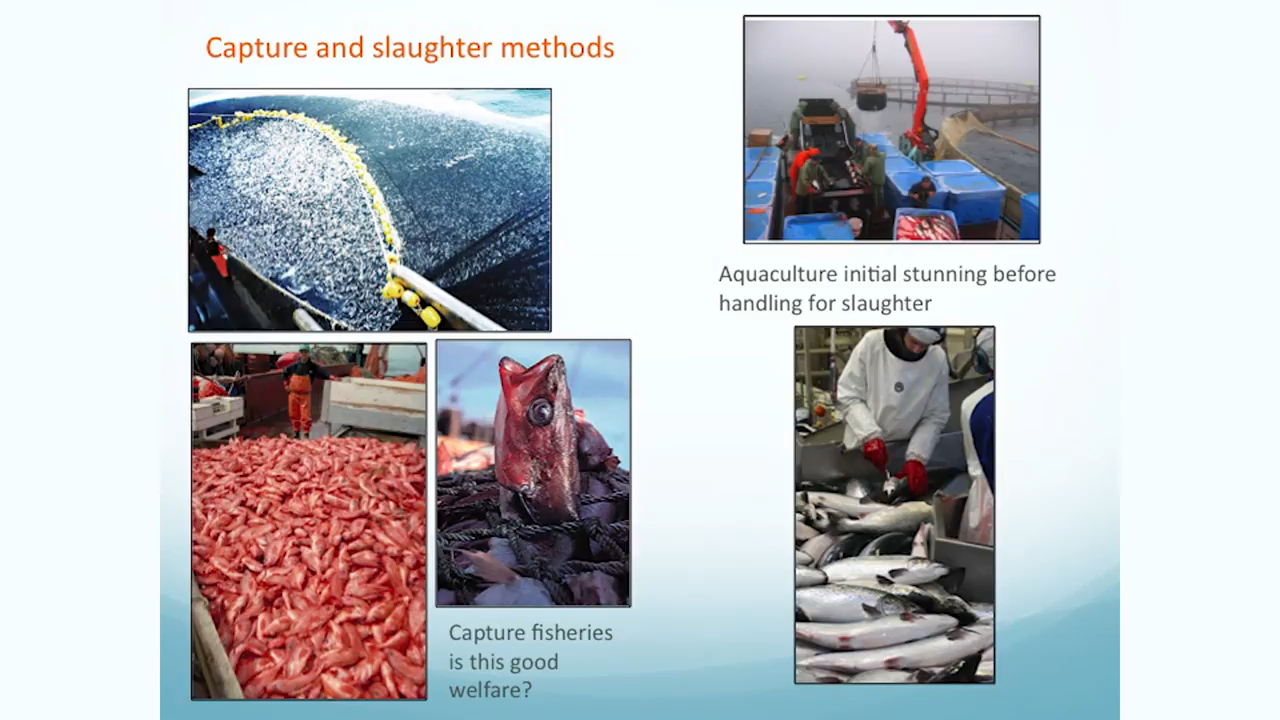 Capture and slaughter methods
Aquaculture initial stunning before
handling for slaughter
Capture fisheries
is this good
welfare?